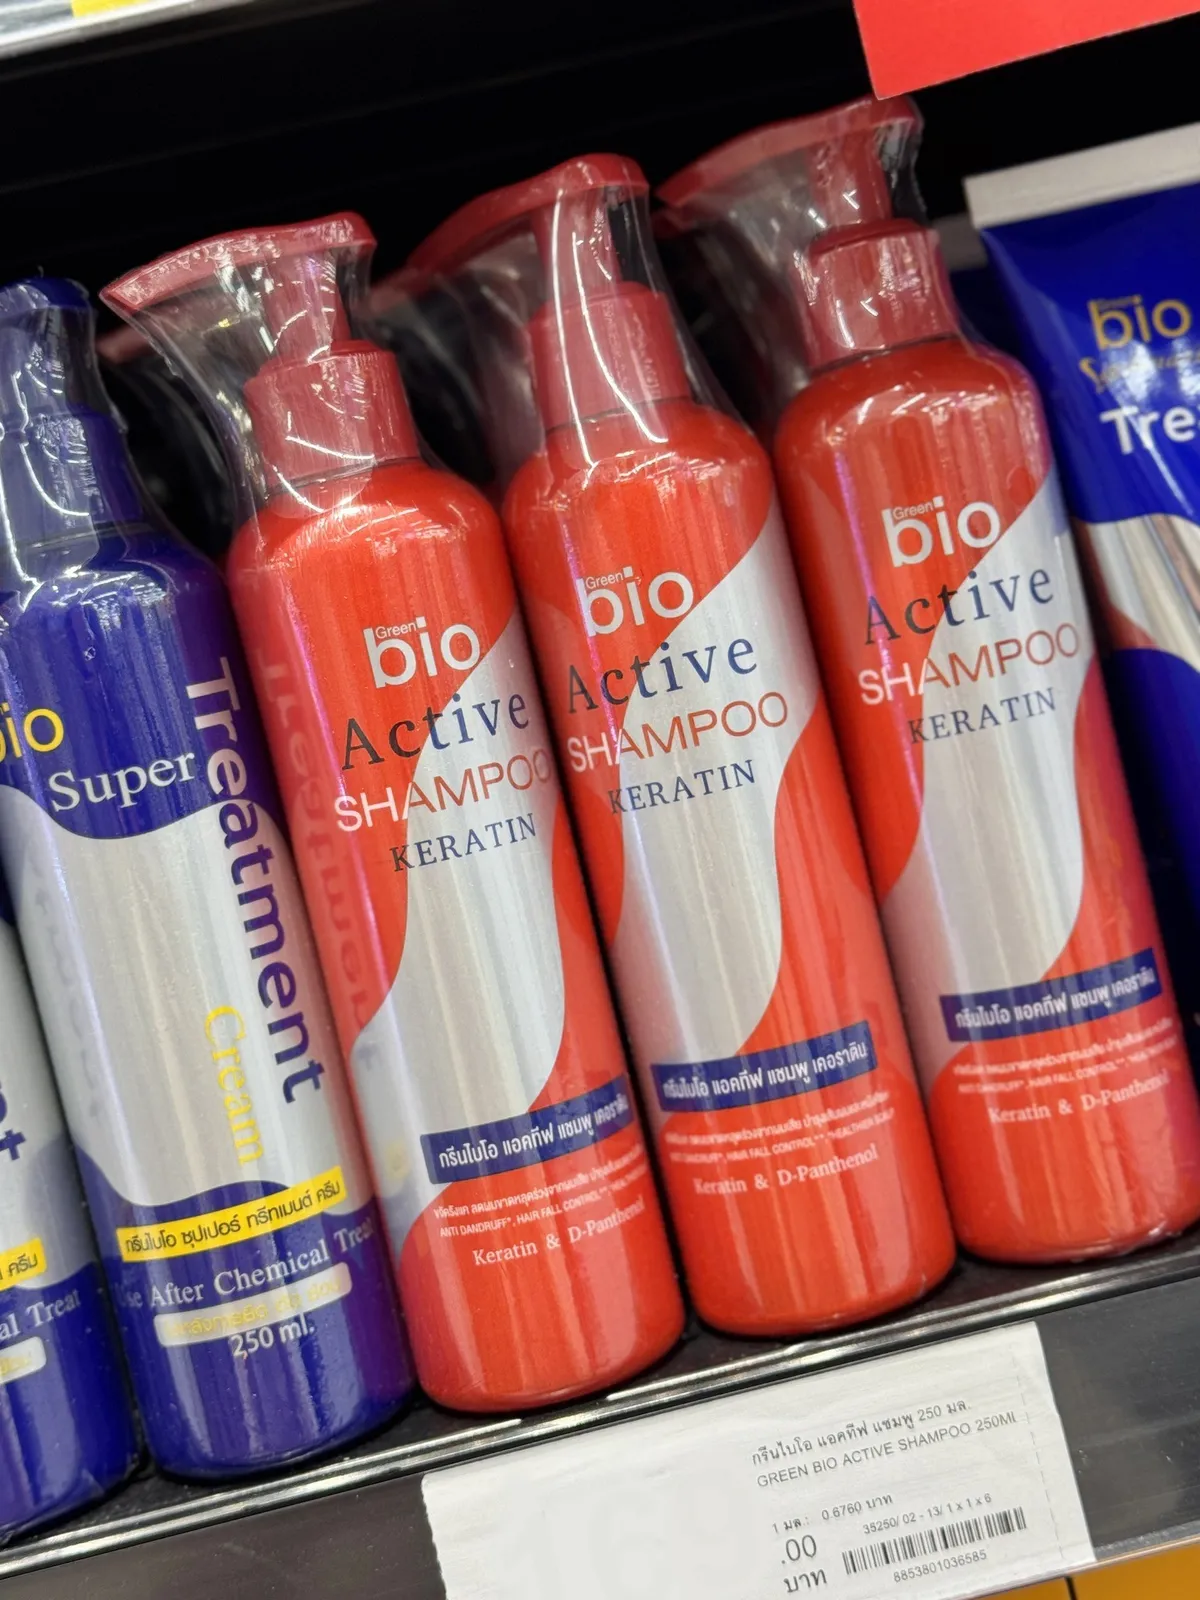 bio
Super
Treatment
Cream
กรีนไบโอ ซุปเปอร์ ทรีทเมนต์ ครีม
After Chemical Treat
250 ml.
ครีม
al Treat
Green
bio
Active
SHAMPOO
KERATIN
กรีนไบโอ แอคทีฟ แชมพู เคอราติน
ANTI DANDRUFF*, HAIR FALL CONTROL**,
Keratin & D-Panthenol
Green
bio
Active
SHAMPOO
KERATIN
กรีนไบโอ แอคทีฟ แชมพู เคอราติน
ANTI DANDRUFF*, HAIR FALL CONTROL**, *HEALTHIER SCALP
Keratin & D-Panthenol
Green
bio
Active
SHAMPOO
KERATIN
กรีนไบโอ แอคทีฟ แชมพู เคอราติน
ANTI DANDRUFF*, HAIR FALL CONTROL**,
Keratin & D-Panthenol
Green
bio
Tre
กรีนไบโอ แอคทีฟ แชมพู 250 มล.
GREEN BIO ACTIVE SHAMPOO 250Ml
1 มล.: 0.6760 บาท
35250/ 02 - 13/ 1 x 1 x 6
.00
บาท
8853801036585